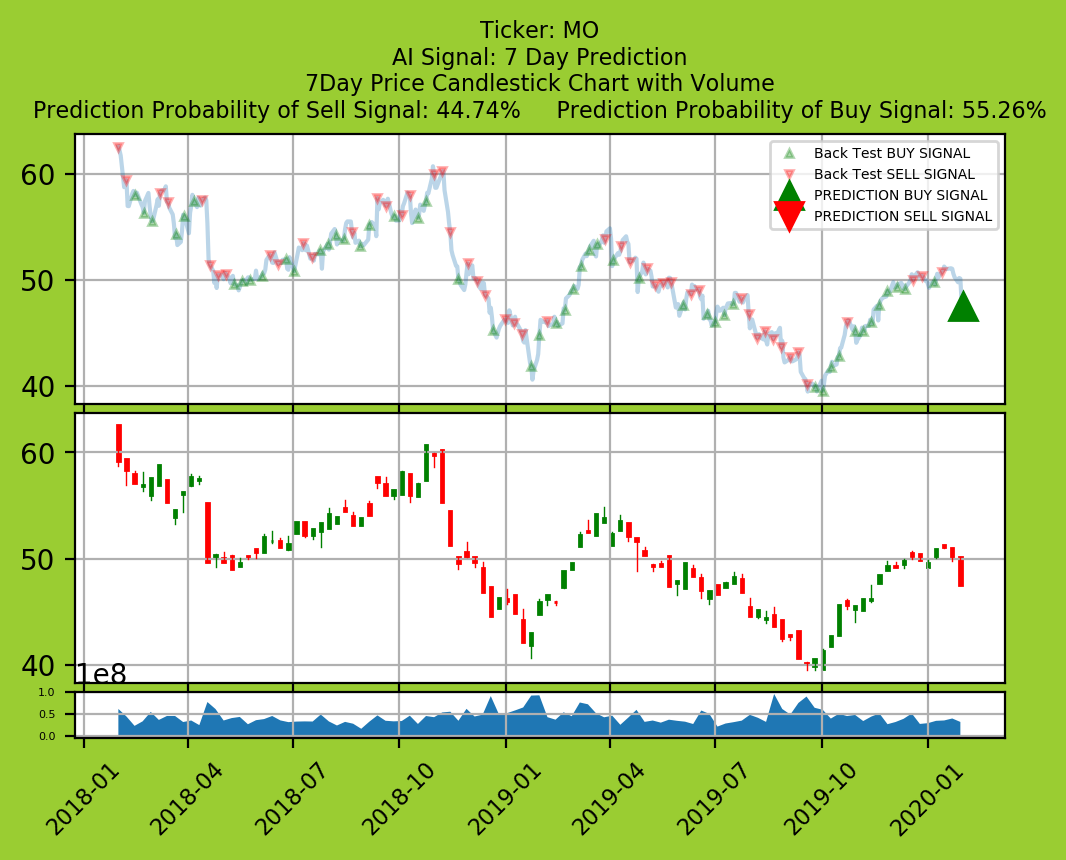 Ticker: MO
AI Signal: 7 Day Prediction
7Day Price Candlestick Chart with Volume
Prediction Probability of Sell Signal: 44.74%     Prediction Probability of Buy Signal: 55.26%
60
50
40
Back Test BUY SIGNAL
Back Test SELL SIGNAL
PREDICTION BUY SIGNAL
PREDICTION SELL SIGNAL
60
50
40
1e8
1.0
0.5
0.0
2018-01
2018-04
2018-07
2018-10
2019-01
2019-04
2019-07
2019-10
2020-01